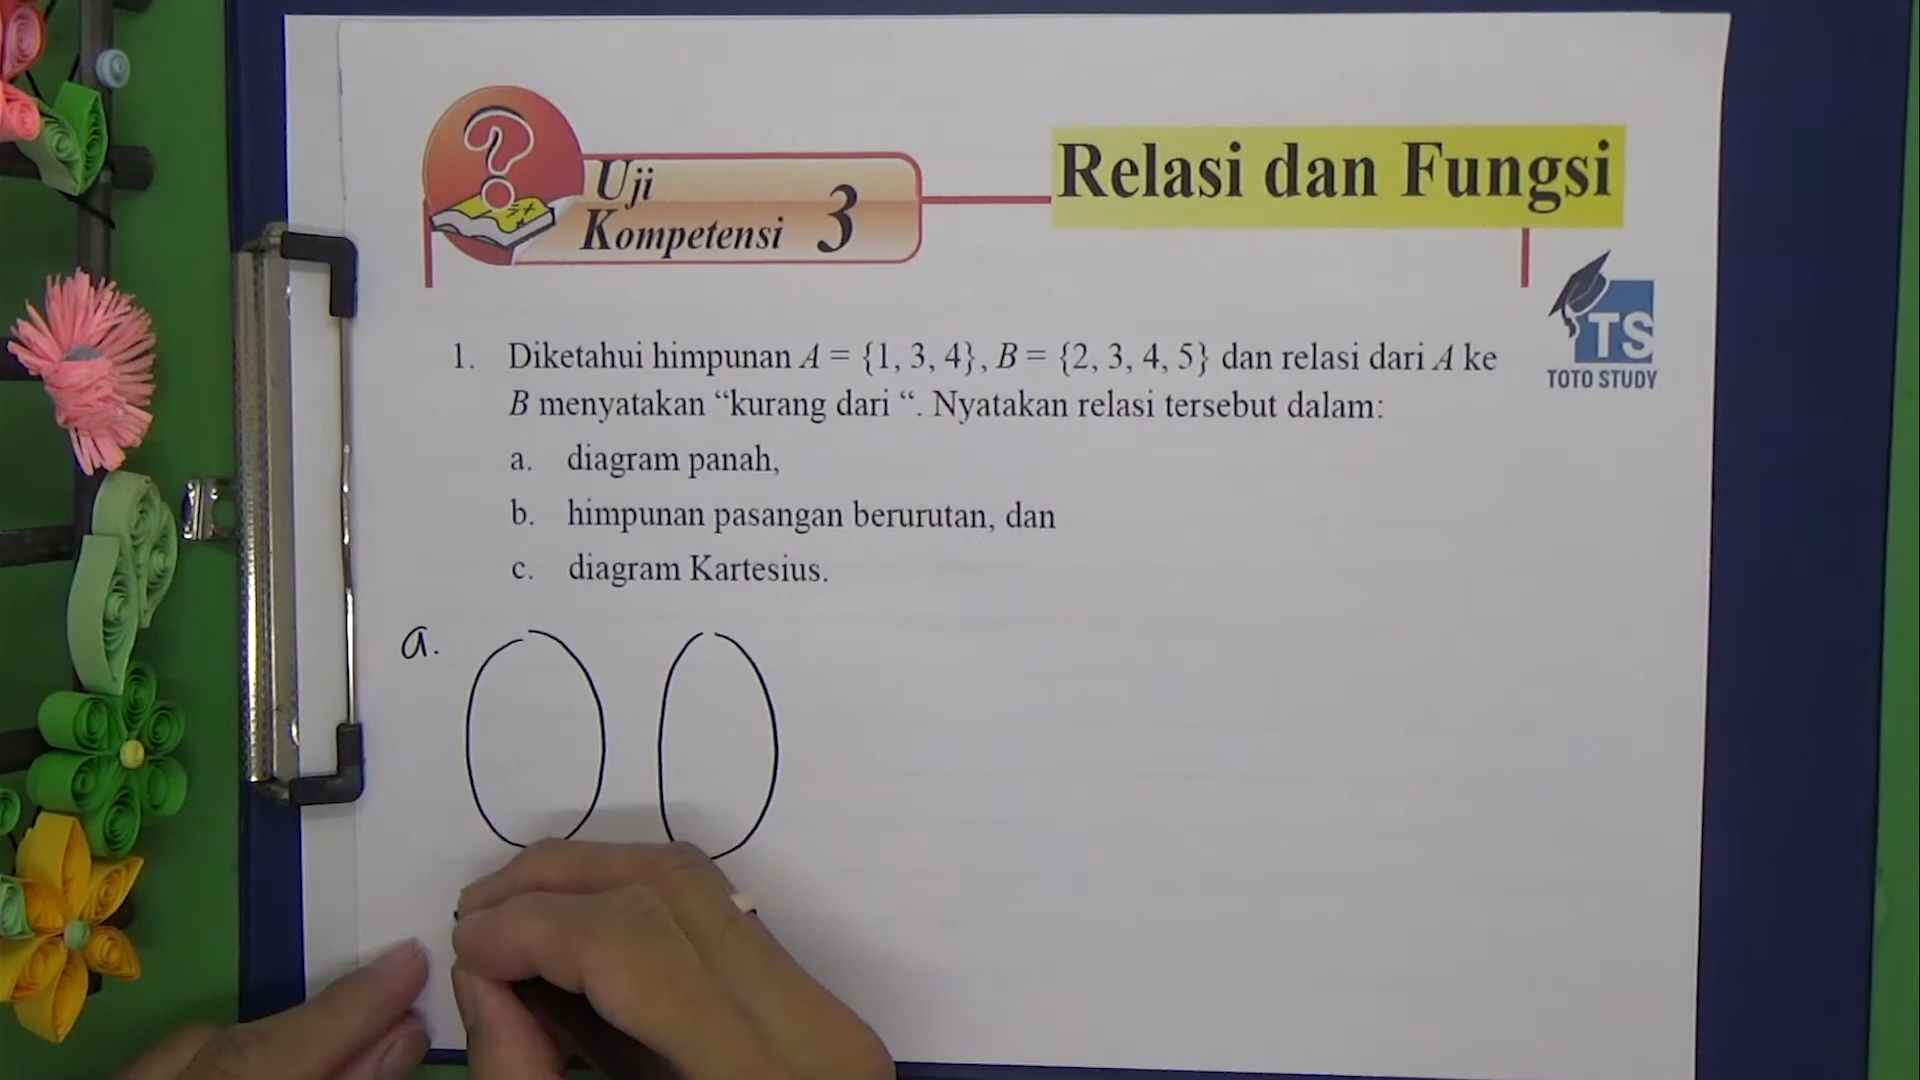 Uji
Kompetensi 3
Relasi dan Fungsi
TS
TOTO STUDY
1. Diketahui himpunan A = {1, 3, 4}, B = {2, 3, 4, 5} dan relasi dari A ke
B menyatakan “kurang dari “. Nyatakan relasi tersebut dalam:
a. diagram panah,
b. himpunan pasangan berurutan, dan
c. diagram Kartesius.
a.